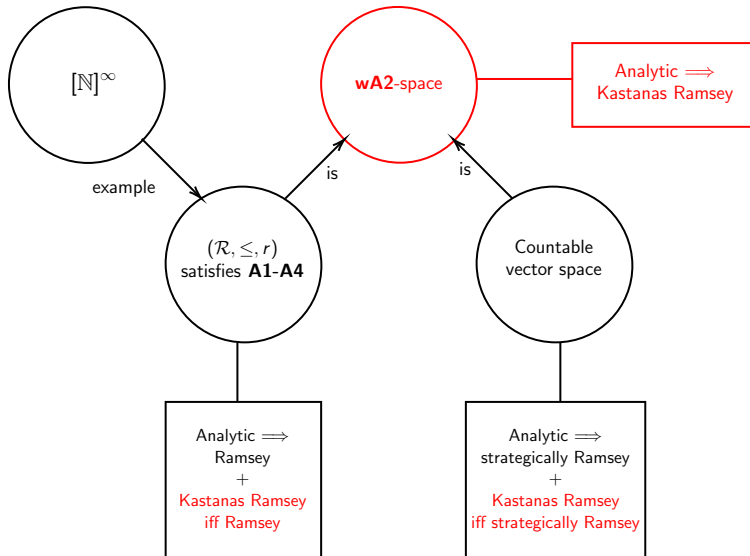 [ℕ]^∞
wA2-space
Analytic ⟹
Kastanas Ramsey
example
is
is
(ℛ, ≤, r)
satisfies A1-A4
Countable
vector space
Analytic ⟹
Ramsey
+
Kastanas Ramsey
iff Ramsey
Analytic ⟹
strategically Ramsey
+
Kastanas Ramsey
iff strategically Ramsey